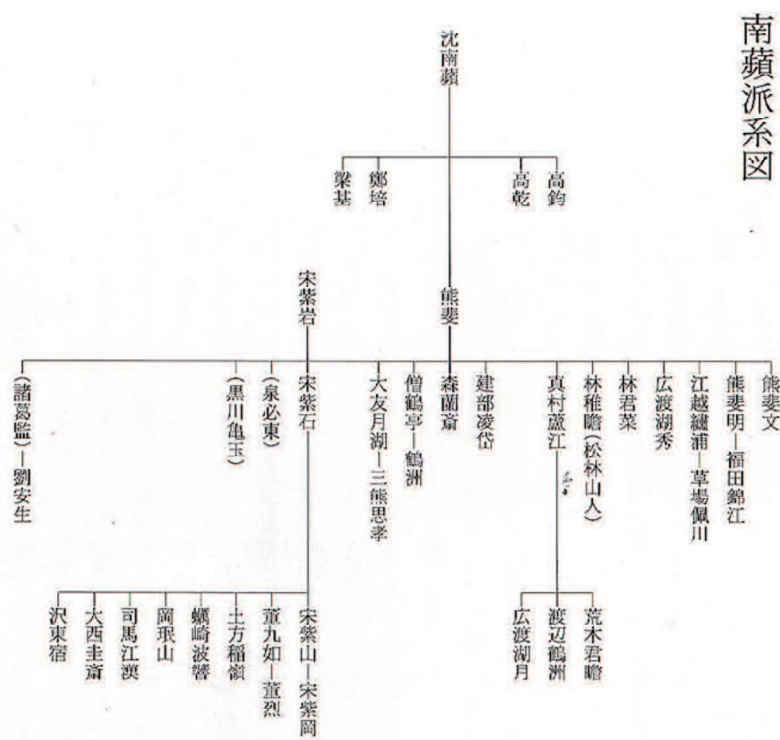 南蘋派系図
沈南蘋
高鈞
高乾
鄭培
梁基
熊斐
宋紫岩
熊斐文
熊斐明―福田錦江
江越繡浦―草場佩川
広渡湖秀
林君菜
林稚瞻(松林山人)
真村蘆江
建部凌岱
森蘭斎
僧鶴亭―鶴洲
大友月湖―三熊思孝
宋紫石
(泉必東)
(黒川亀玉)
(諸葛監)―劉安生
荒木君瞻
渡辺鶴洲
広渡湖月
宋紫山―宋紫岡
董九如―董烈
土方稲嶺
蠣崎波響
岡珉山
司馬江漢
大西圭斎
沢東宿